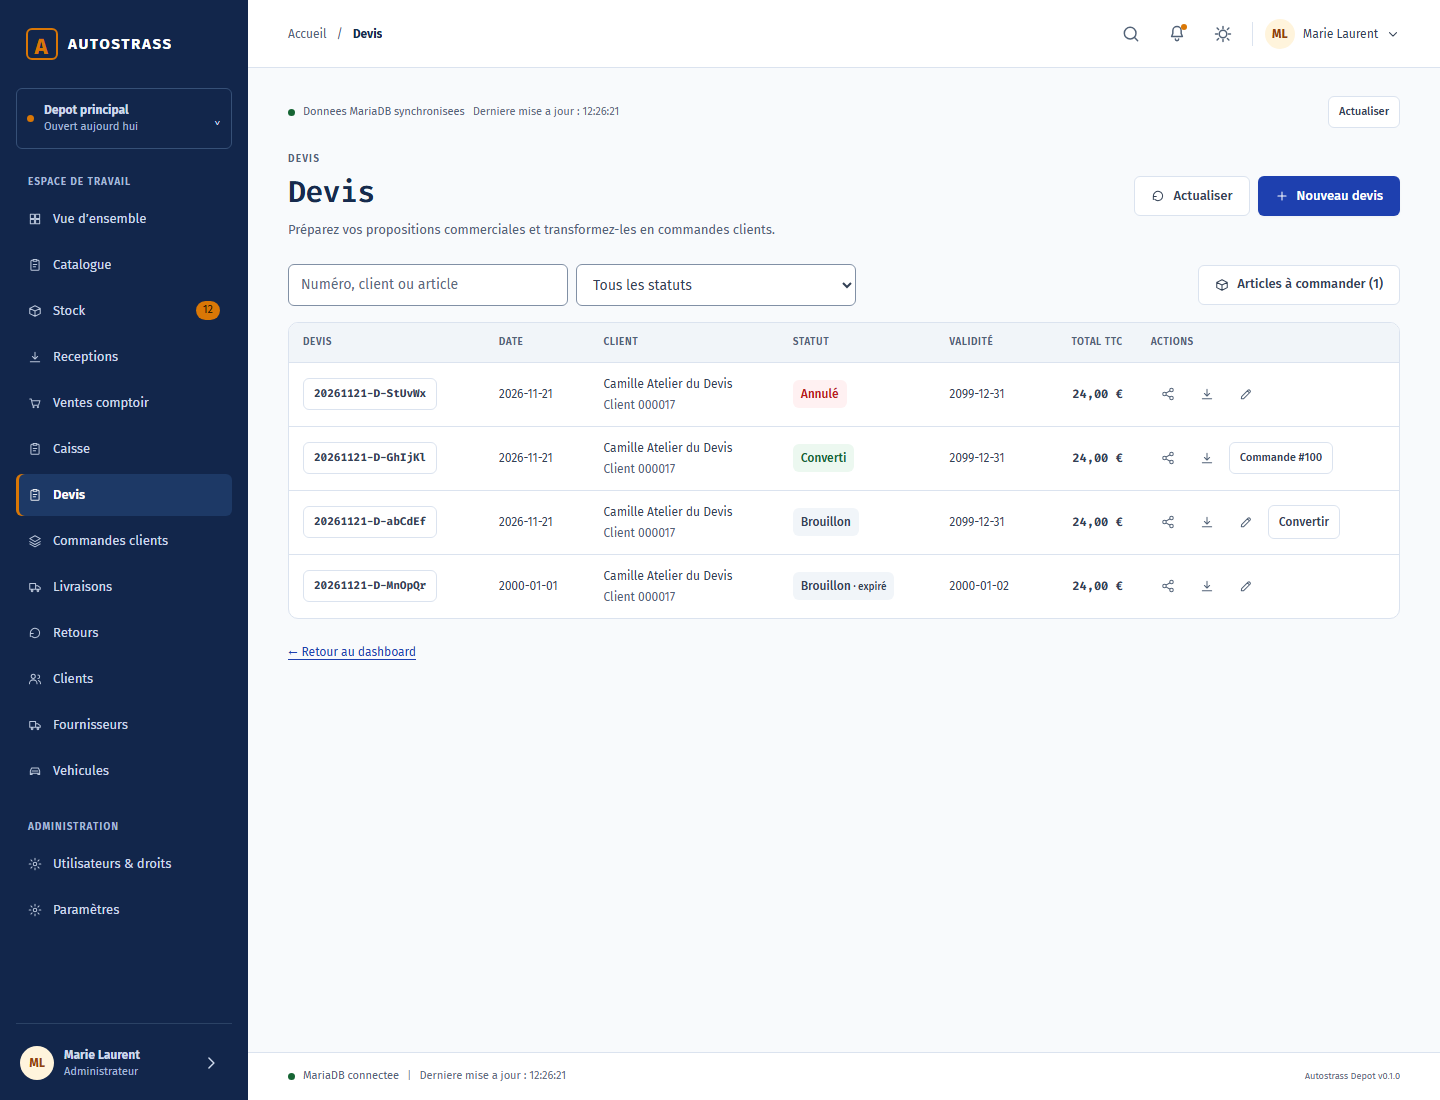 A AUTOSTRASS
Depot principal
Ouvert aujourd hui
ESPACE DE TRAVAIL
Vue d'ensemble
Catalogue
Stock 12
Receptions
Ventes comptoir
Caisse
Devis
Commandes clients
Livraisons
Retours
Clients
Fournisseurs
Vehicules
ADMINISTRATION
Utilisateurs & droits
Paramètres
ML Marie Laurent
Administrateur
Accueil / Devis
ML Marie Laurent
Donnees MariaDB synchronisees Derniere mise a jour : 12:26:21
Actualiser
DEVIS
Devis
Préparez vos propositions commerciales et transformez-les en commandes clients.
Actualiser
+ Nouveau devis
Numéro, client ou article
Tous les statuts
Articles à commander (1)
DEVIS DATE CLIENT STATUT VALIDITÉ TOTAL TTC ACTIONS
20261121-D-StUvWx 2026-11-21 Camille Atelier du Devis Annulé 2099-12-31 24,00 €
Client 000017
20261121-D-GhIjKl 2026-11-21 Camille Atelier du Devis Converti 2099-12-31 24,00 € Commande #100
Client 000017
20261121-D-abCdEf 2026-11-21 Camille Atelier du Devis Brouillon 2099-12-31 24,00 € Convertir
Client 000017
20261121-D-MnOpQr 2000-01-01 Camille Atelier du Devis Brouillon · expiré 2000-01-02 24,00 €
Client 000017
← Retour au dashboard
MariaDB connectee | Derniere mise a jour : 12:26:21
Autostrass Depot v0.1.0